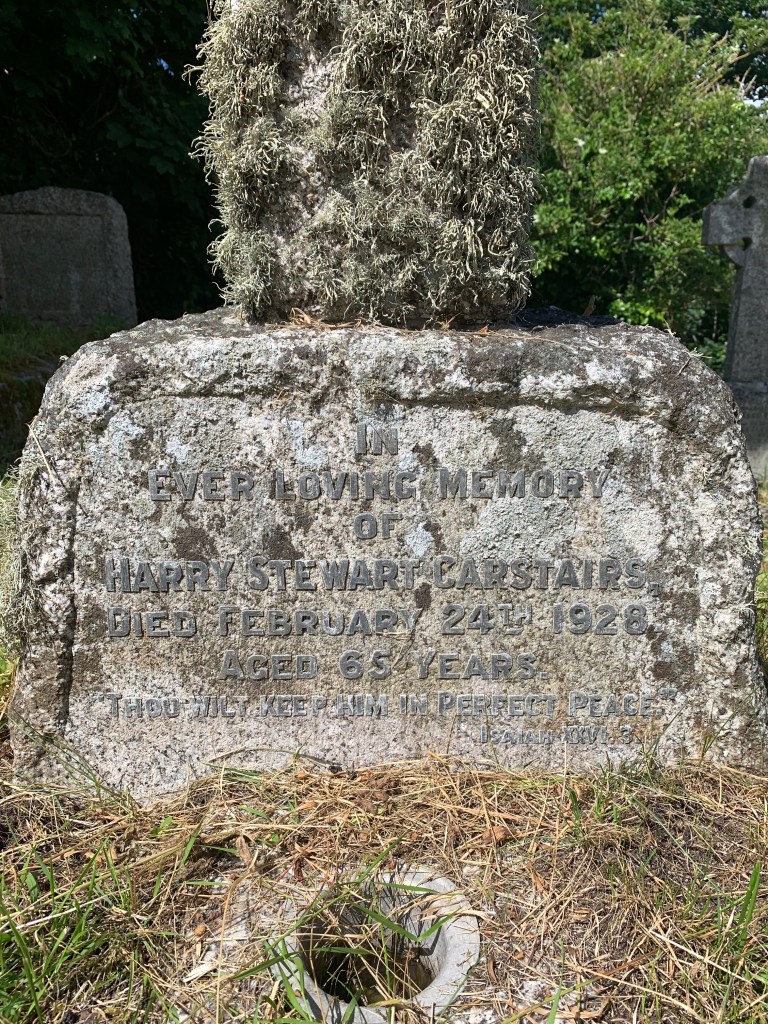 IN
EVER LOVING MEMORY
OF
HARRY STEWART CARSTAIRS,
DIED FEBRUARY 24TH 1928
AGED 65 YEARS.
"THOU WILT KEEP HIM IN PERFECT PEACE."
ISAIAH XXVI. 3.